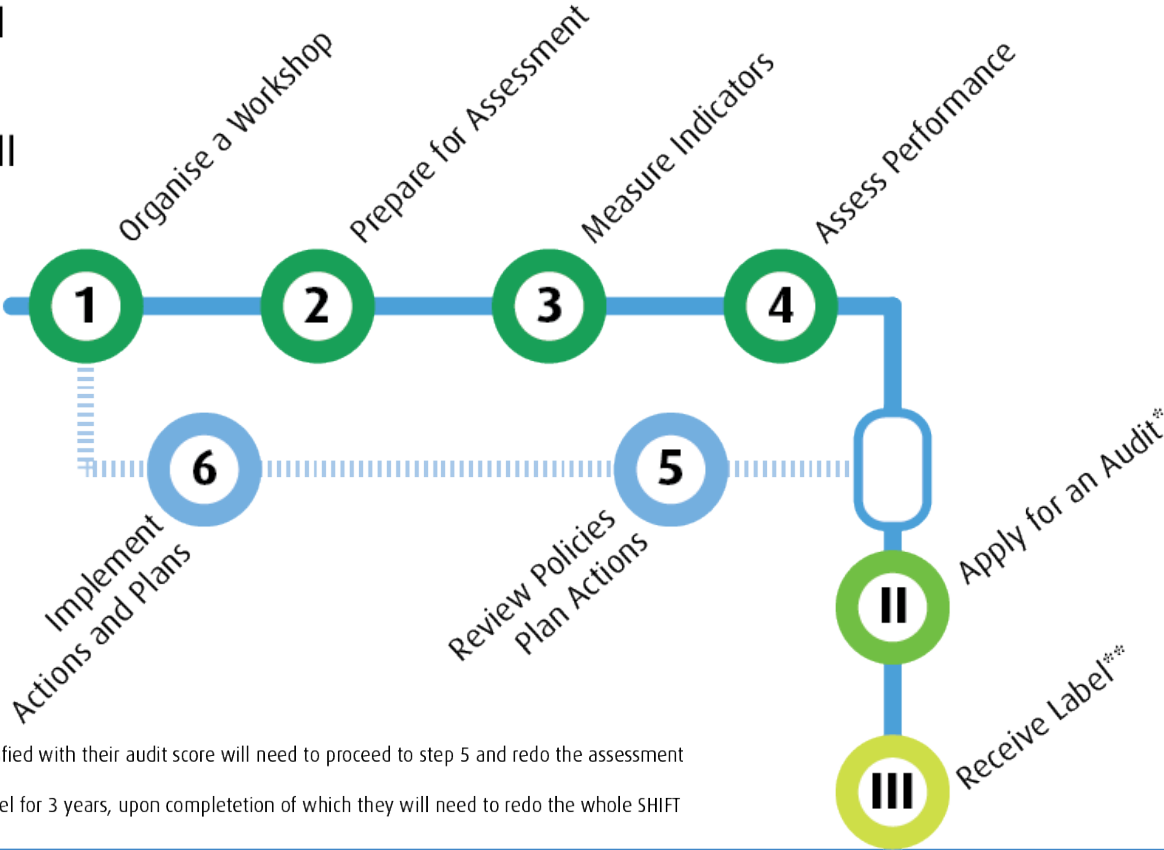 Organise a Workshop
Prepare for Assessment
Measure Indicators
Assess Performance
1
2
3
4
6
5
Implement
Actions and Plans
Review Policies
Plan Actions
Apply for an Audit*
II
Receive Label**
III
with their audit score will need to proceed to step 5 and redo the assessment
for 3 years, upon completetion of which they will need to redo the whole SHIFT